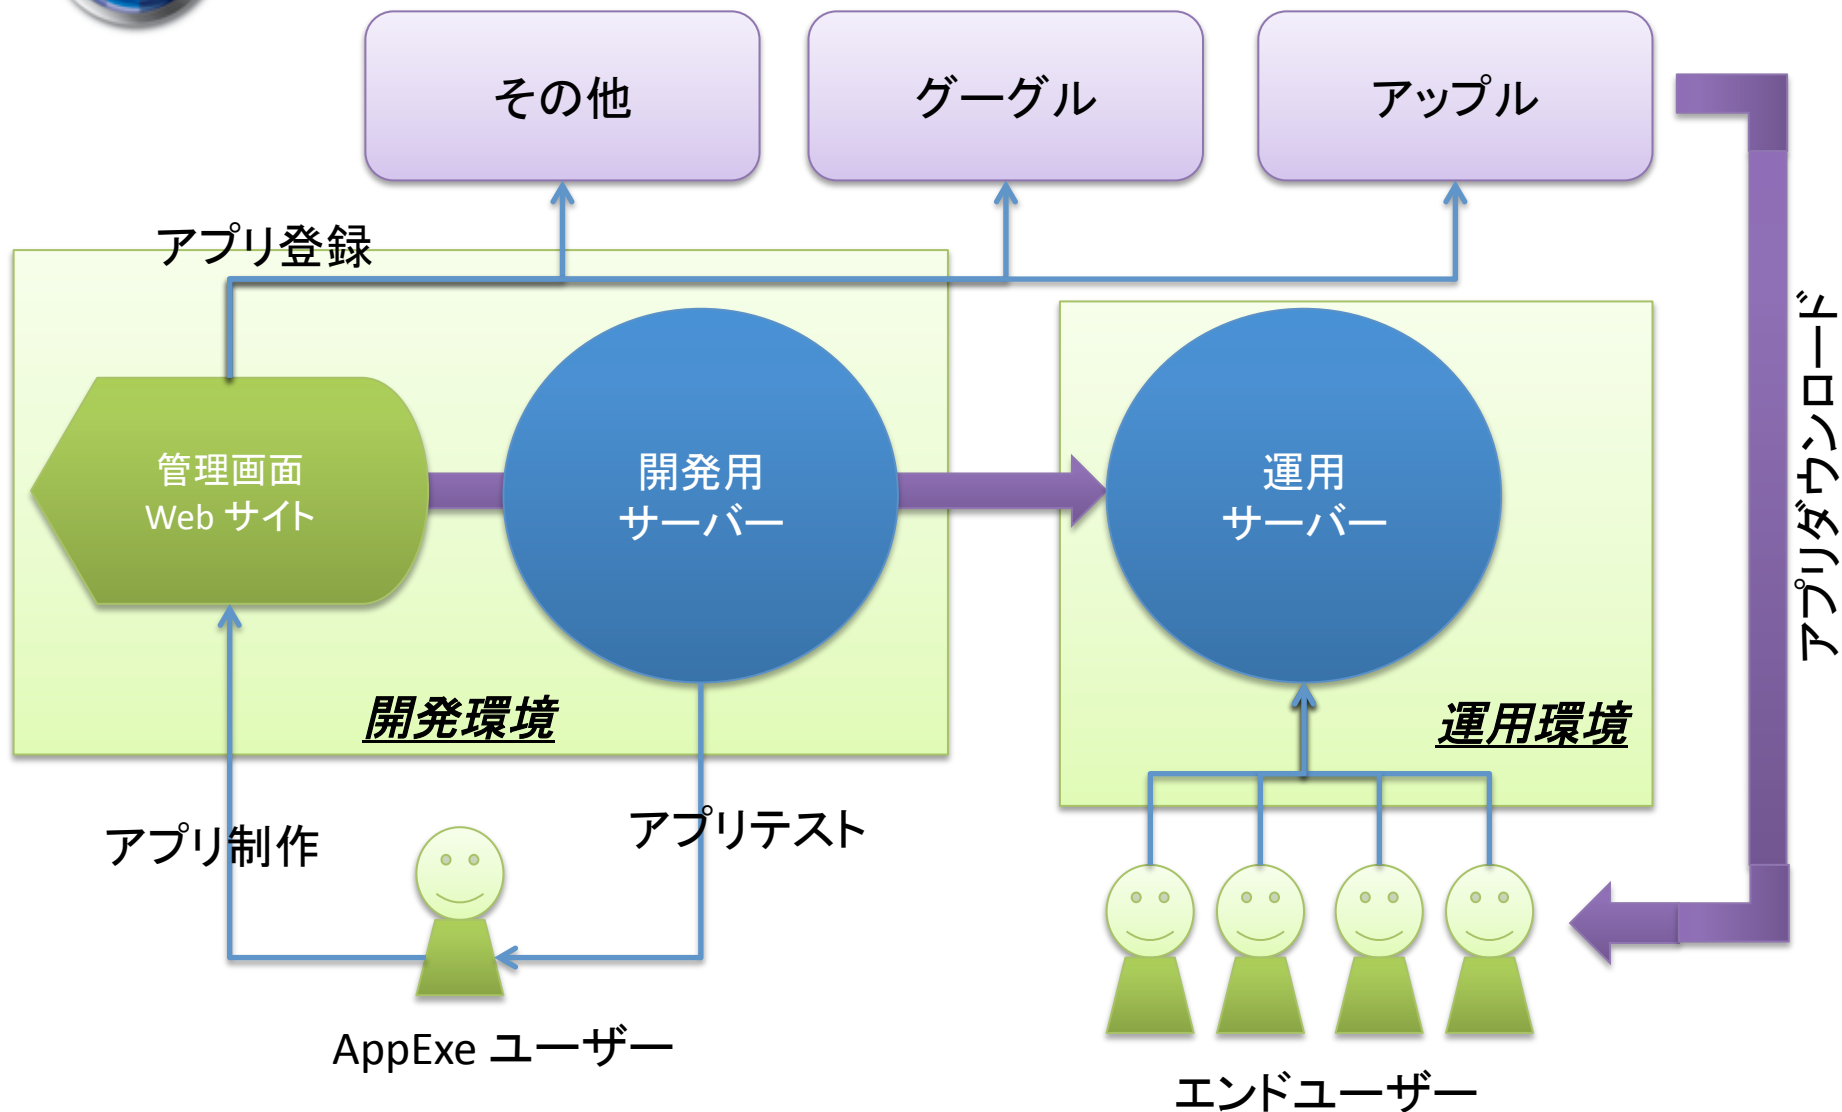 その他
グーグル
アップル
アプリ登録
アプリダウンロード
管理画面
Web サイト
開発用
サーバー
運用
サーバー
開発環境
運用環境
アプリ制作
アプリテスト
AppExe ユーザー
エンドユーザー